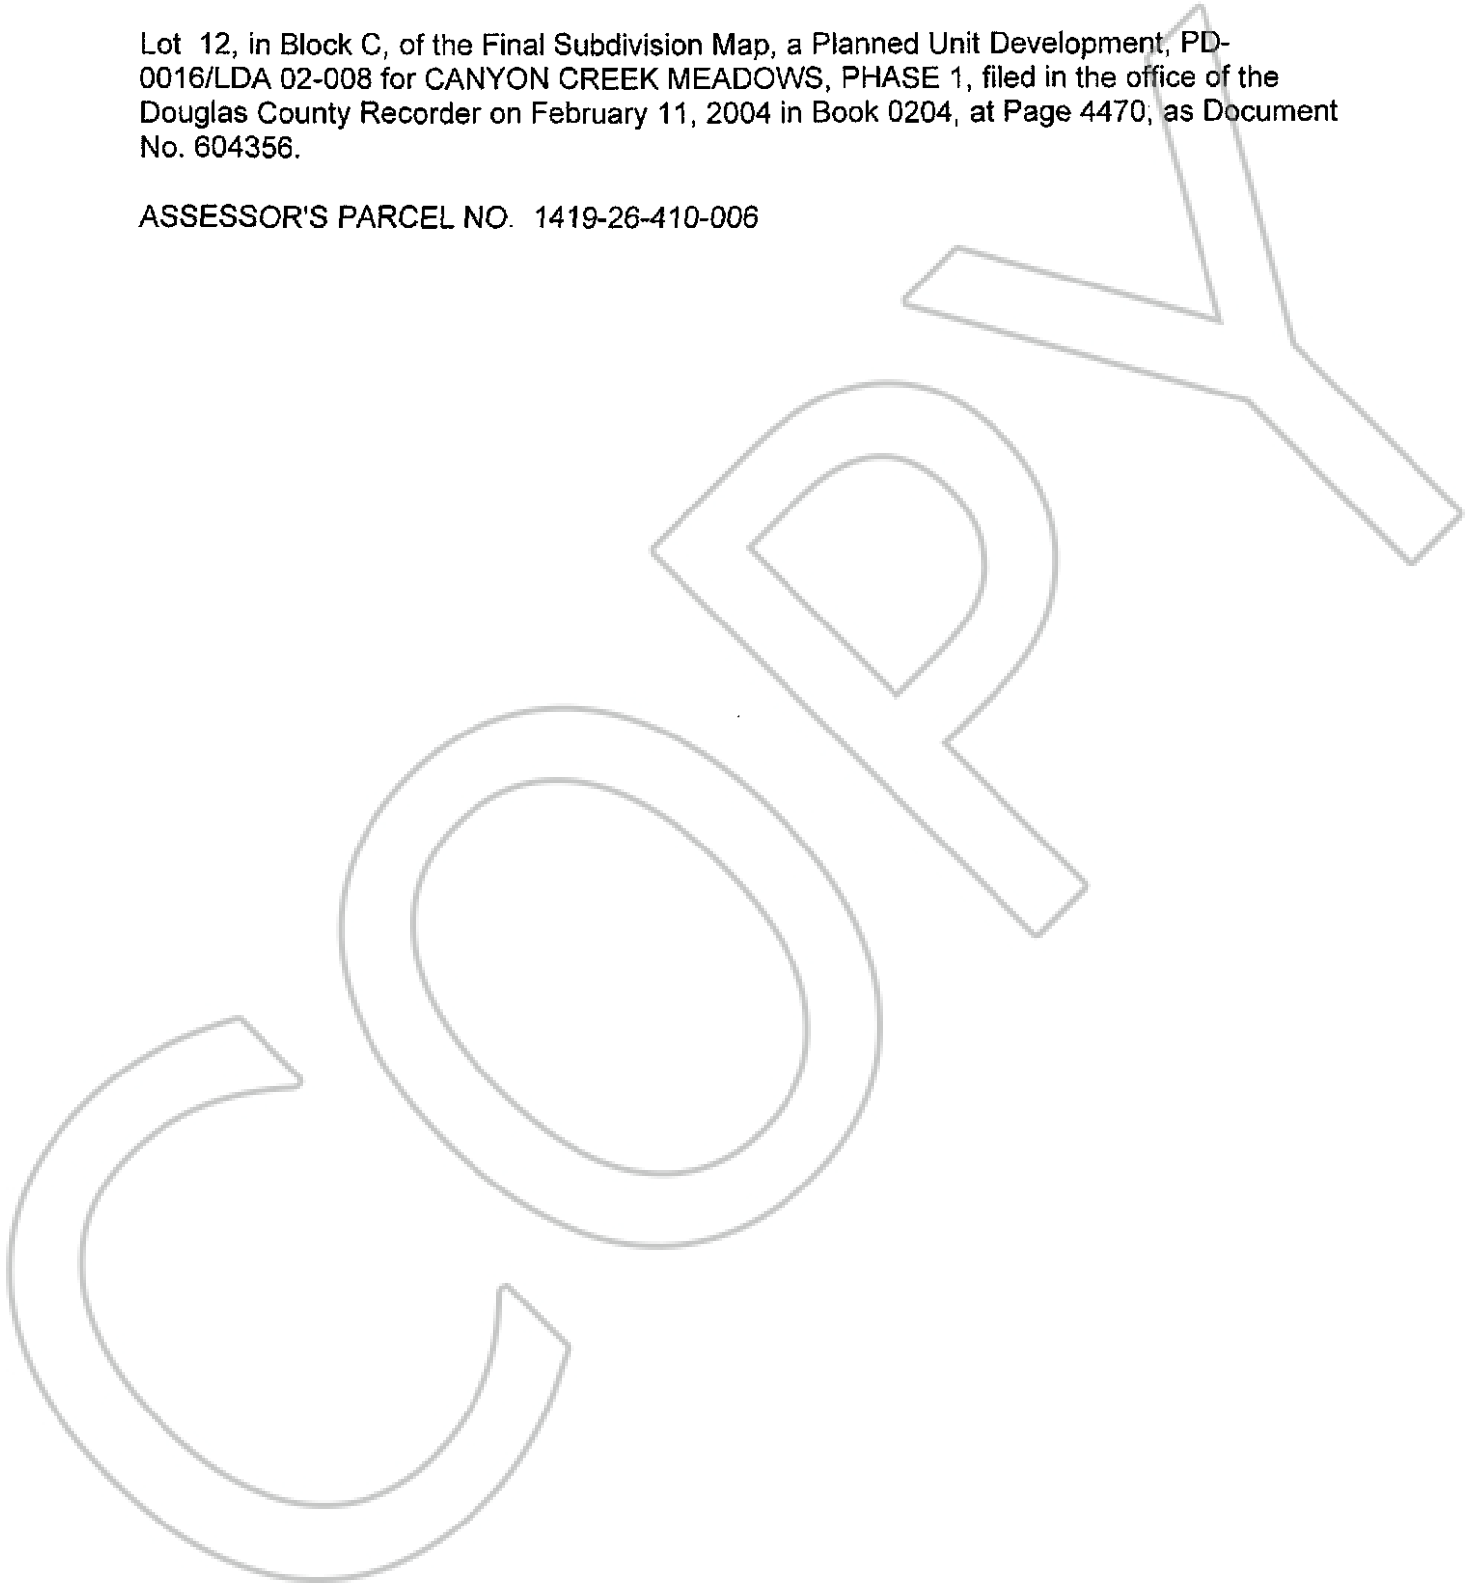 Lot 12, in Block C, of the Final Subdivision Map, a Planned Unit Development, PD-
0016/LDA 02-008 for CANYON CREEK MEADOWS, PHASE 1, filed in the office of the
Douglas County Recorder on February 11, 2004 in Book 0204, at Page 4470, as Document
No. 604356.
ASSESSOR'S PARCEL NO. 1419-26-410-006
COPY